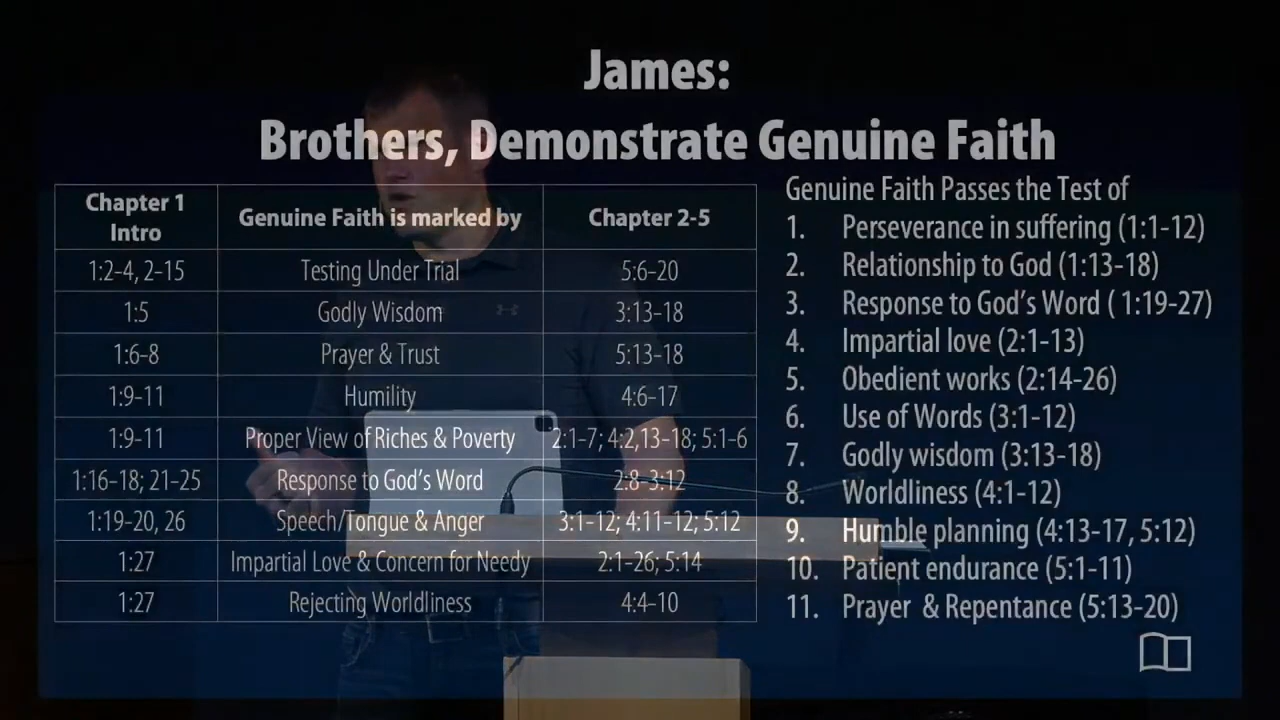 James:
Brothers, Demonstrate Genuine Faith
Chapter 1 Intro | Genuine Faith is marked by | Chapter 2-5
1:2-4, 2-15 | Testing Under Trial | 5:6-20
1:5 | Godly Wisdom | 3:13-18
1:6-8 | Prayer & Trust | 5:13-18
1:9-11 | Humility | 4:6-17
1:9-11 | Proper View of Riches & Poverty | 2:1-7; 4:2,13-18; 5:1-6
1:16-18; 21-25 | Response to God's Word | 2:8-3:12
1:19-20, 26 | Speech/Tongue & Anger | 3:1-12; 4:11-12; 5:12
1:27 | Impartial Love & Concern for Needy | 2:1-26; 5:14
1:27 | Rejecting Worldliness | 4:4-10
Genuine Faith Passes the Test of
1. Perseverance in suffering (1:1-12)
2. Relationship to God (1:13-18)
3. Response to God's Word ( 1:19-27)
4. Impartial love (2:1-13)
5. Obedient works (2:14-26)
6. Use of Words (3:1-12)
7. Godly wisdom (3:13-18)
8. Worldliness (4:1-12)
9. Humble planning (4:13-17, 5:12)
10. Patient endurance (5:1-11)
11. Prayer & Repentance (5:13-20)